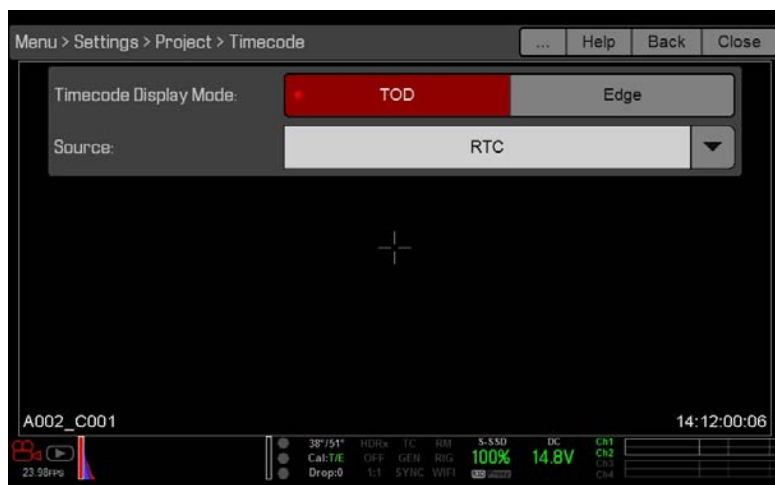 Menu > Settings > Project > Timecode ... Help Back Close
Timecode Display Mode: TOD Edge
Source: RTC
A002_C001 14:12:00:06
38°/51° HDRx TC RM S-SSD DC Ch1
Cal:T/E OFF GEN RIG 100% 14.8V Ch2
23.98FPS Drop:0 1:1 SYNC WIFI R3D Proxy Ch3
Ch4